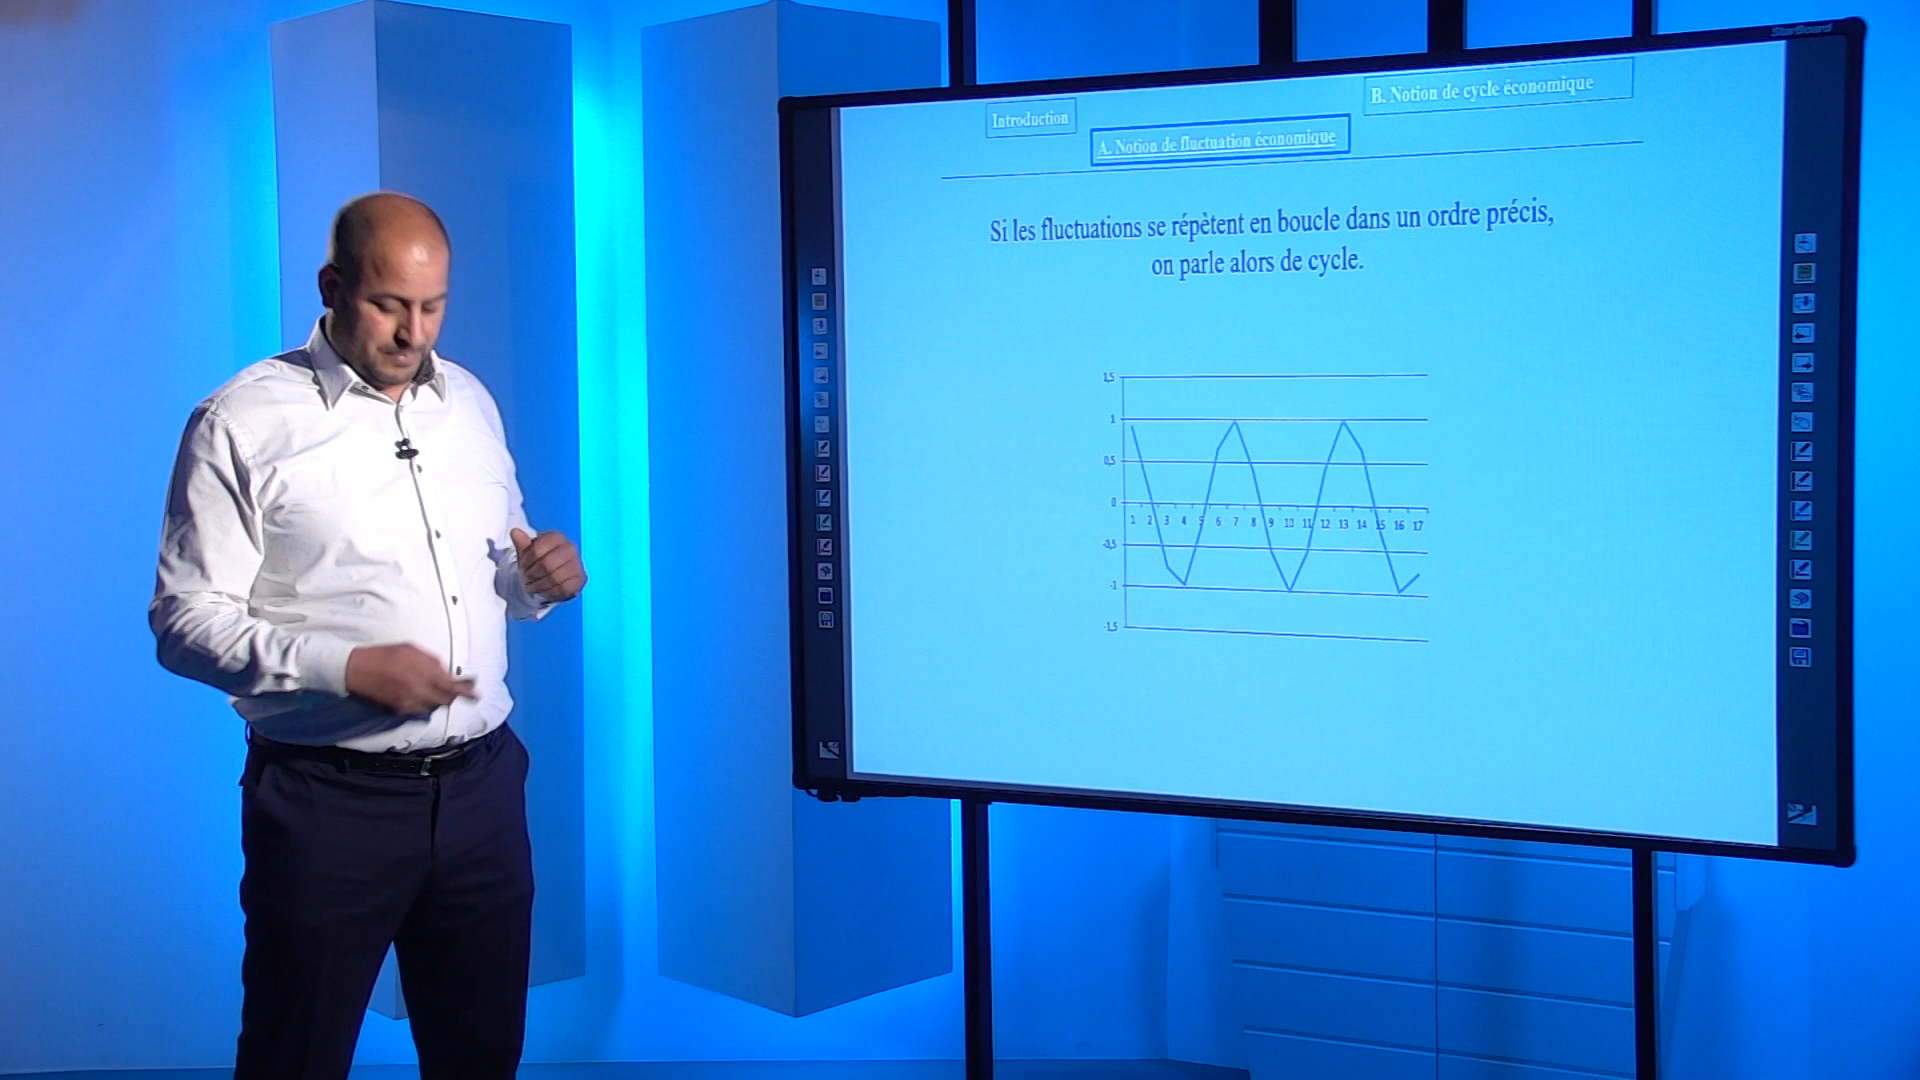 StarBoard
B. Notion de cycle économique
Introduction
A. Notion de fluctuation économique
Si les fluctuations se répètent en boucle dans un ordre précis,
on parle alors de cycle.
1,5
1
0,5
0
1 2 3 4 5 6 7 8 9 10 11 12 13 14 15 16 17
-0,5
-1
-1,5